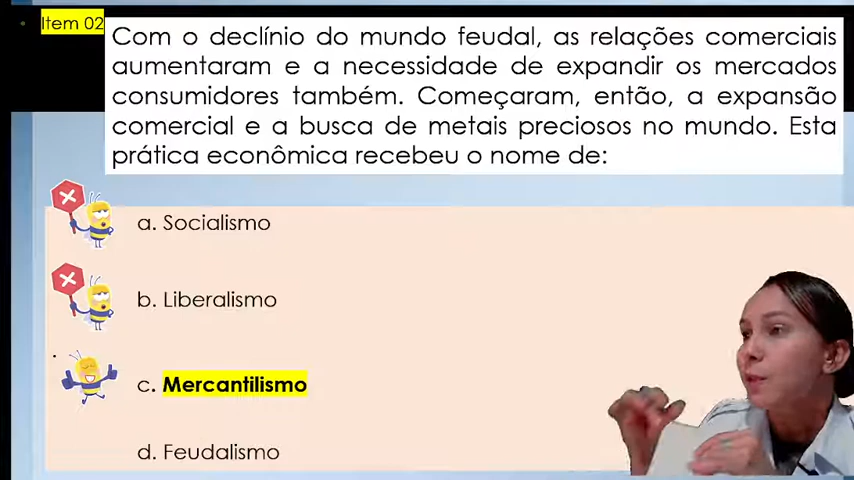 Item 02
Com o declínio do mundo feudal, as relações comerciais
aumentaram e a necessidade de expandir os mercados
consumidores também. Começaram, então, a expansão
comercial e a busca de metais preciosos no mundo. Esta
prática econômica recebeu o nome de:
a. Socialismo
b. Liberalismo
c. Mercantilismo
d. Feudalismo